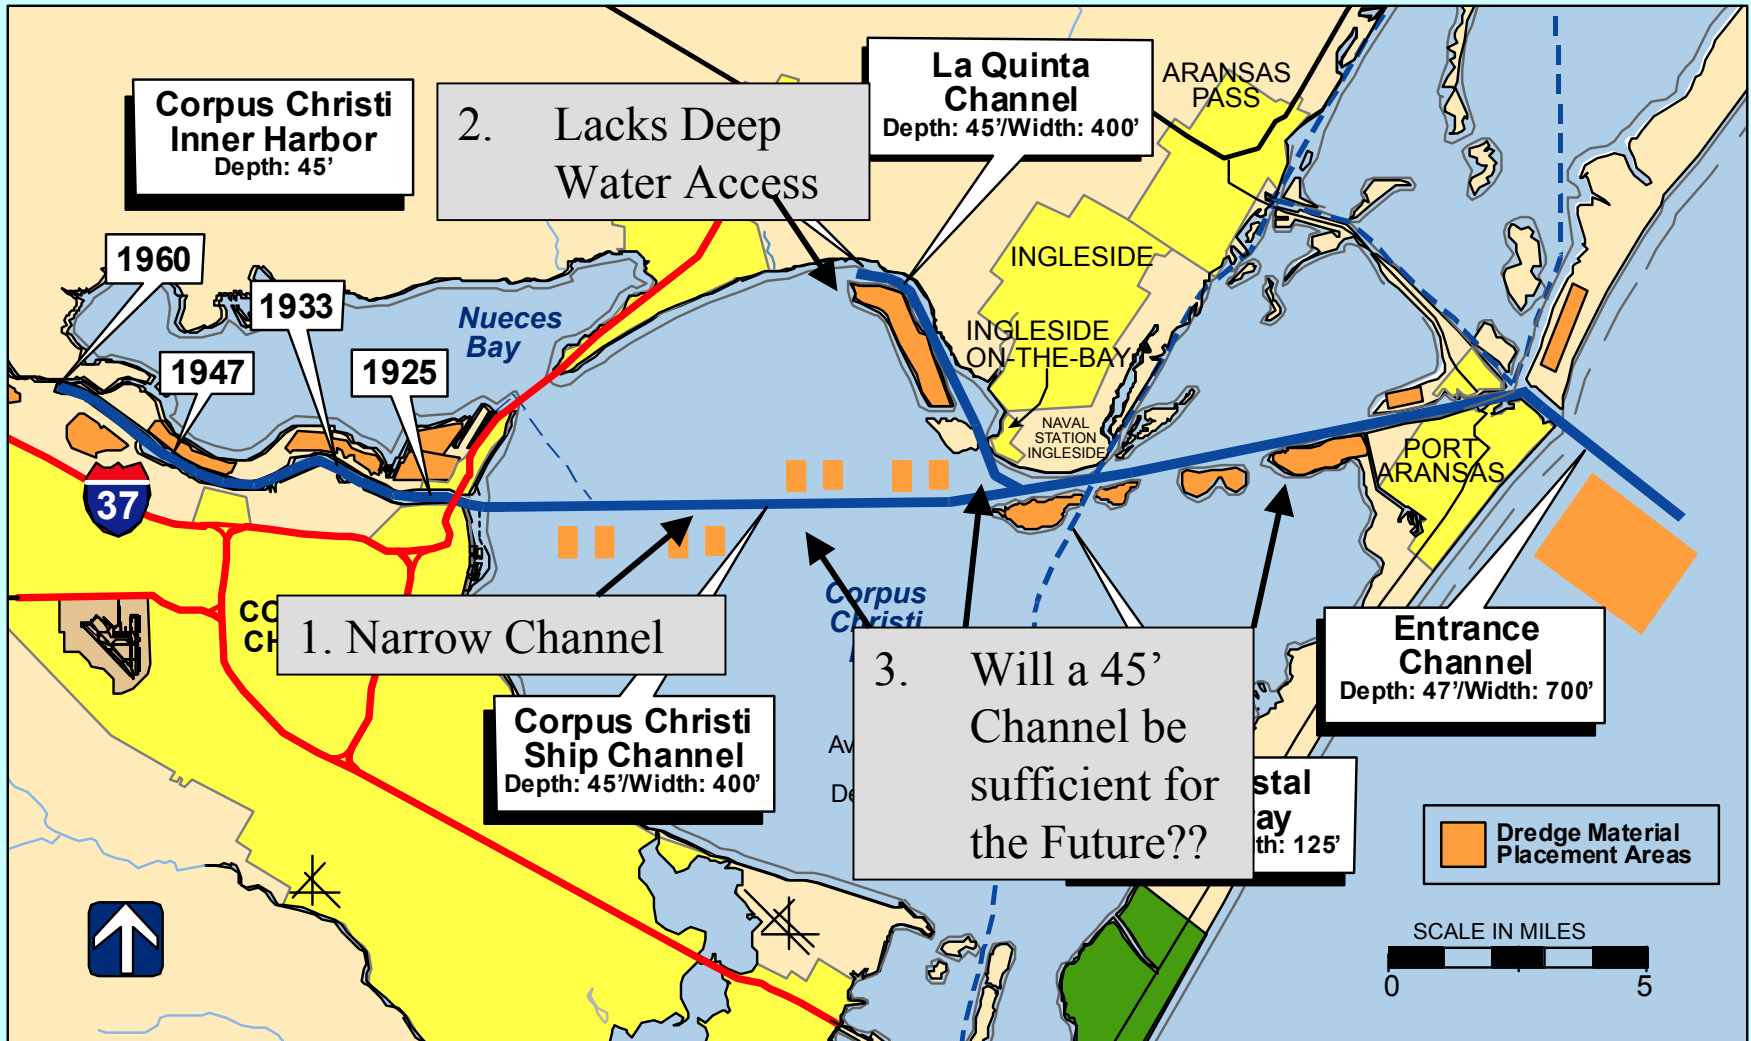 Corpus Christi
Inner Harbor
Depth: 45’
2. Lacks Deep
Water Access
La Quinta
Channel
Depth: 45’/Width: 400’
ARANSAS
PASS
1960
1933
1947
1925
Nueces
Bay
INGLESIDE
INGLESIDE
ON-THE-BAY
NAVAL
STATION
INGLESIDE
PORT
ARANSAS
37
1. Narrow Channel
Corpus
Christi
3. Will a 45’
Channel be
sufficient for
the Future??
Entrance
Channel
Depth: 47’/Width: 700’
Corpus Christi
Ship Channel
Depth: 45’/Width: 400’
125’
Dredge Material
Placement Areas
SCALE IN MILES
0 5